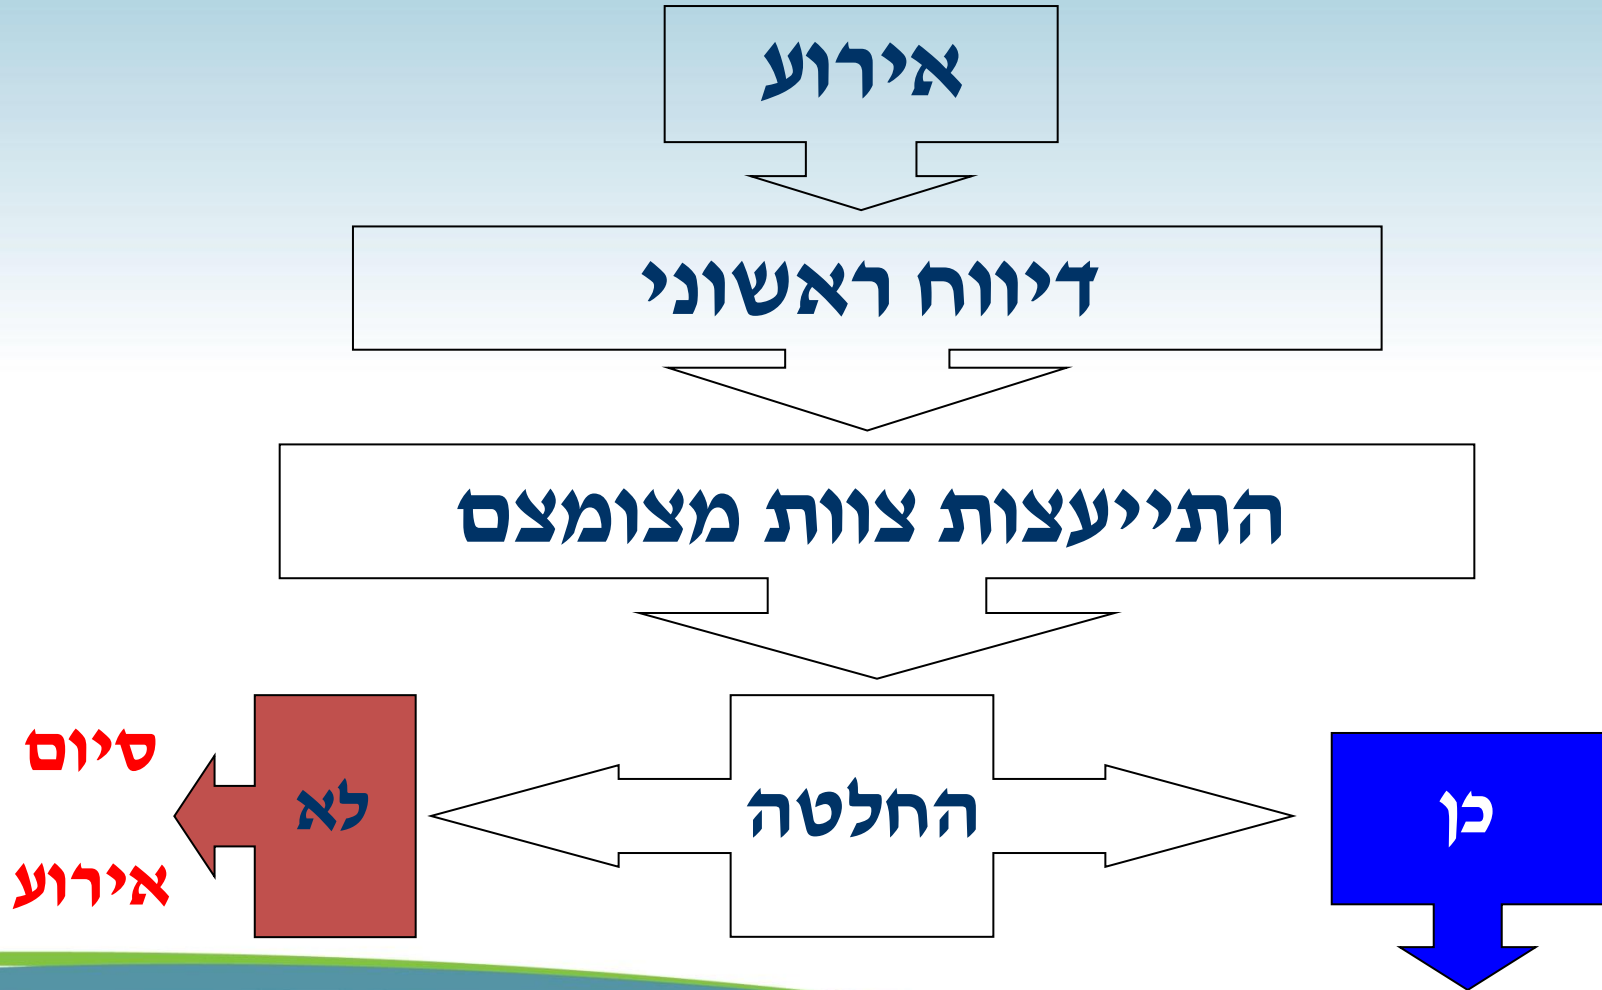 אירוע
דיווח ראשוני
התייעצות צוות מצומצם
כן
החלטה
לא
סיום
אירוע